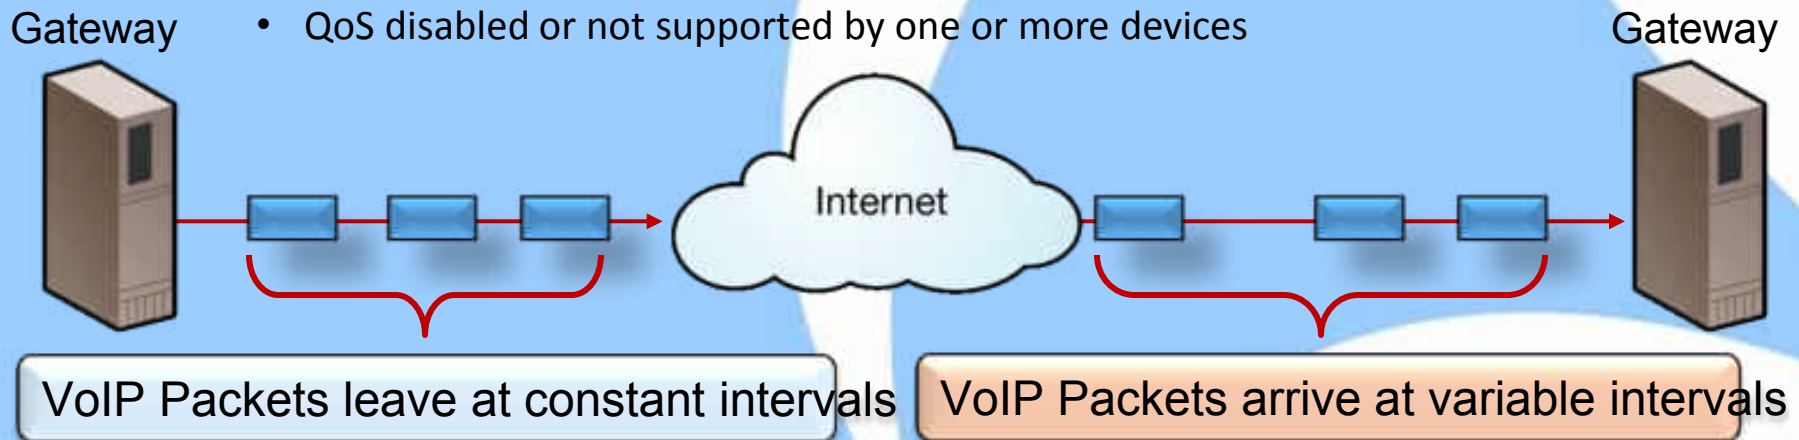 Gateway
• QoS disabled or not supported by one or more devices
Gateway
Internet
VoIP Packets leave at constant intervals
VoIP Packets arrive at variable intervals